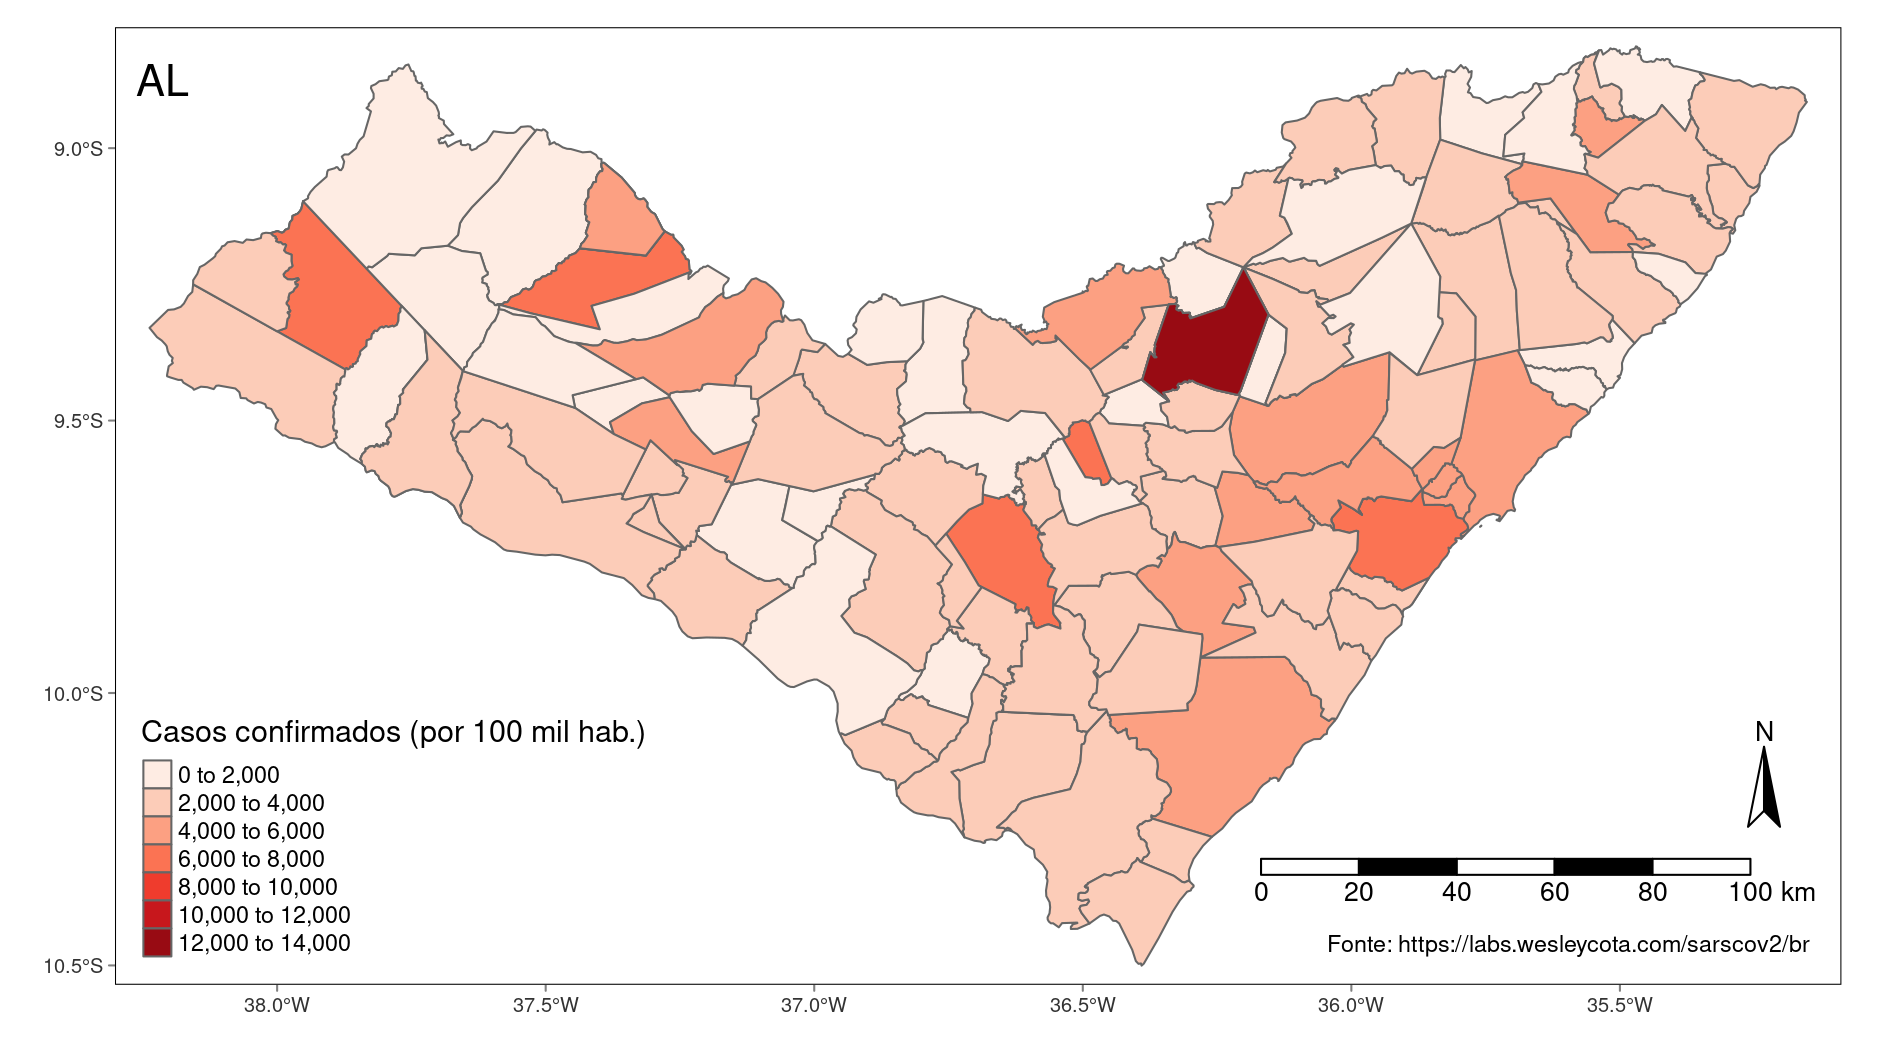 AL
9.0°S
9.5°S
10.0°S
10.5°S
Casos confirmados (por 100 mil hab.)
0 to 2,000
2,000 to 4,000
4,000 to 6,000
6,000 to 8,000
8,000 to 10,000
10,000 to 12,000
12,000 to 14,000
N
0 20 40 60 80 100 km
Fonte: https://labs.wesleycota.com/sarscov2/br
38.0°W 37.5°W 37.0°W 36.5°W 36.0°W 35.5°W